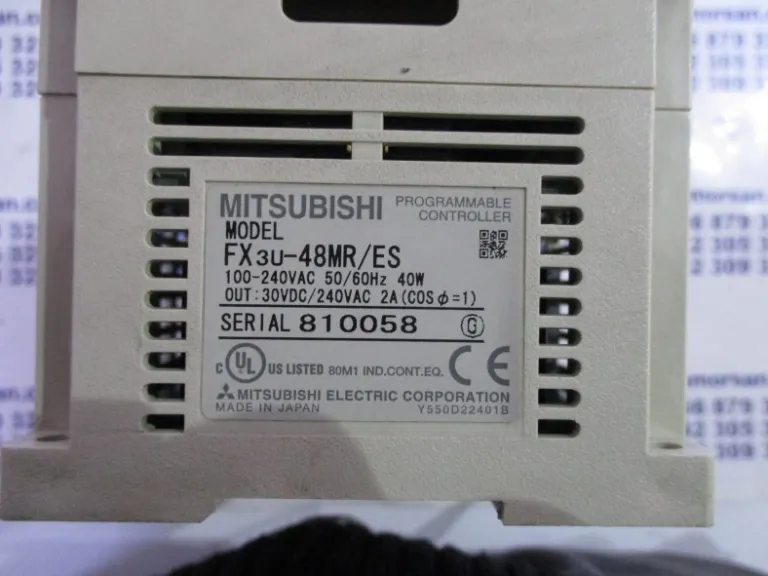 MITSUBISHI PROGRAMMABLE CONTROLLER
MODEL
FX3U-48MR/ES
100-240VAC 50/60Hz 40W
OUT:30VDC/240VAC 2A(COSφ=1)
SERIAL 810058 G
C UL US LISTED 80M1 IND.CONT.EQ. CE
MITSUBISHI ELECTRIC CORPORATION
MADE IN JAPAN Y550D22401B